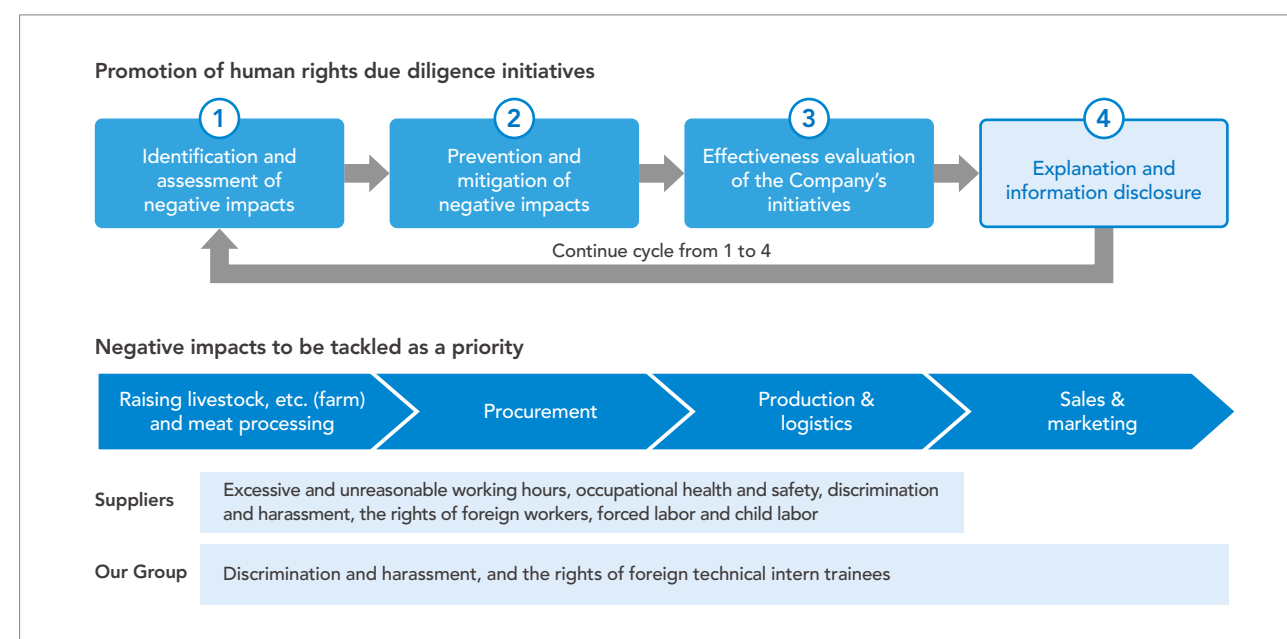 Promotion of human rights due diligence initiatives
1
Identification and
assessment of
negative impacts
2
Prevention and
mitigation of
negative impacts
3
Effectiveness evaluation
of the Company’s
initiatives
4
Explanation and
information disclosure
Continue cycle from 1 to 4
Negative impacts to be tackled as a priority
Raising livestock, etc. (farm)
and meat processing
Procurement
Production &
logistics
Sales &
marketing
Suppliers
Excessive and unreasonable working hours, occupational health and safety, discrimination
and harassment, the rights of foreign workers, forced labor and child labor
Our Group
Discrimination and harassment, and the rights of foreign technical intern trainees